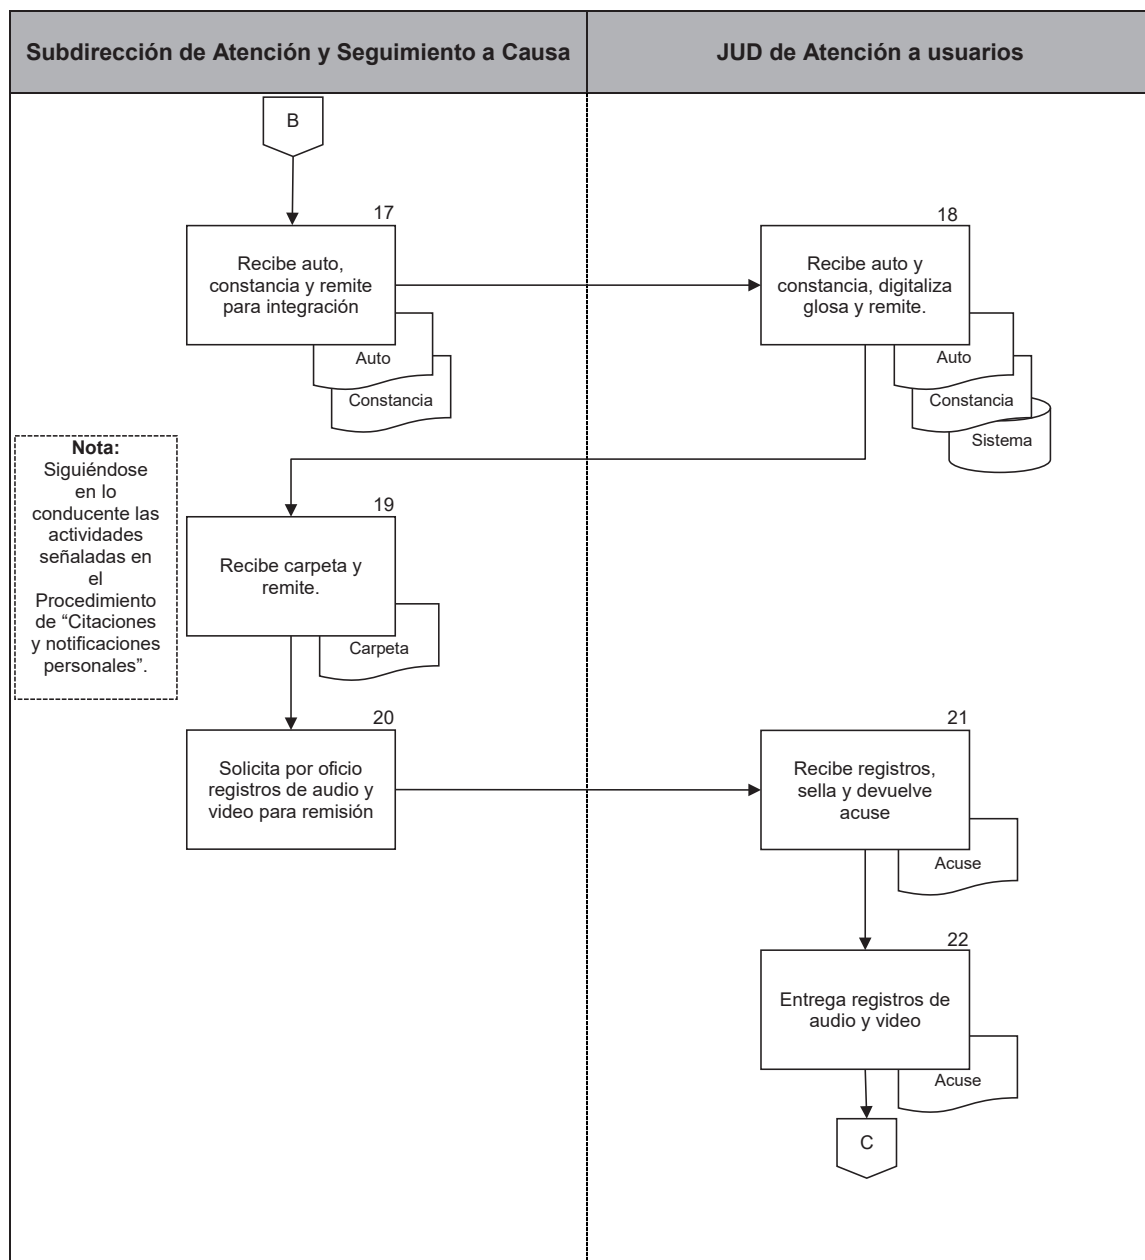 Subdirección de Atención y Seguimiento a Causa
JUD de Atención a usuarios
B
17
Recibe auto,
constancia y remite
para integración
Auto
Constancia
18
Recibe auto y
constancia, digitaliza
glosa y remite.
Auto
Constancia
Sistema
Nota:
Siguiéndose
en lo
conducente las
actividades
señaladas en
el
Procedimiento
de “Citaciones
y notificaciones
personales”.
19
Recibe carpeta y
remite.
Carpeta
20
Solicita por oficio
registros de audio y
video para remisión
21
Recibe registros,
sella y devuelve
acuse
Acuse
22
Entrega registros de
audio y video
Acuse
C